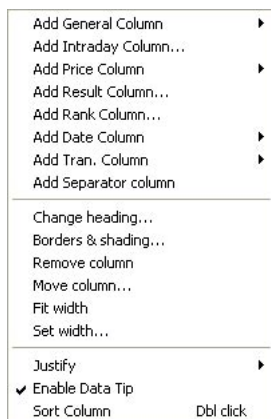 Add General Column
Add Intraday Column...
Add Price Column
Add Result Column...
Add Rank Column...
Add Date Column
Add Tran. Column
Add Separator column
Change heading...
Borders & shading...
Remove column
Move column...
Fit width
Set width...
Justify
Enable Data Tip
Sort Column Dbl click